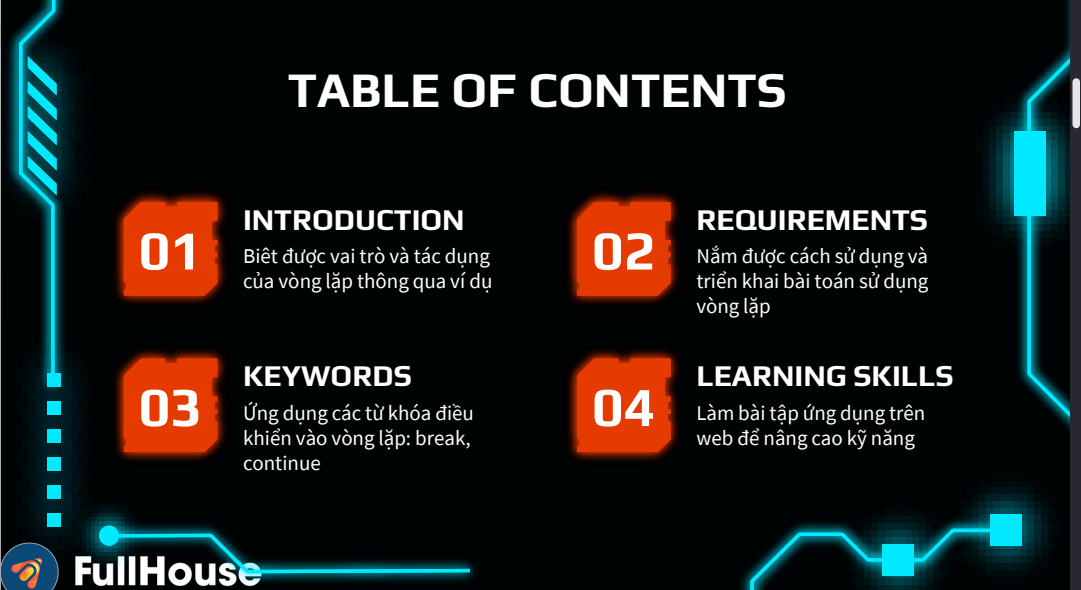 TABLE OF CONTENTS
01
INTRODUCTION
Biêt được vai trò và tác dụng
của vòng lặp thông qua ví dụ
02
REQUIREMENTS
Nắm được cách sử dụng và
triển khai bài toán sử dụng
vòng lặp
03
KEYWORDS
Ứng dụng các từ khóa điều
khiển vào vòng lặp: break,
continue
04
LEARNING SKILLS
Làm bài tập ứng dụng trên
web để nâng cao kỹ năng
FullHouse